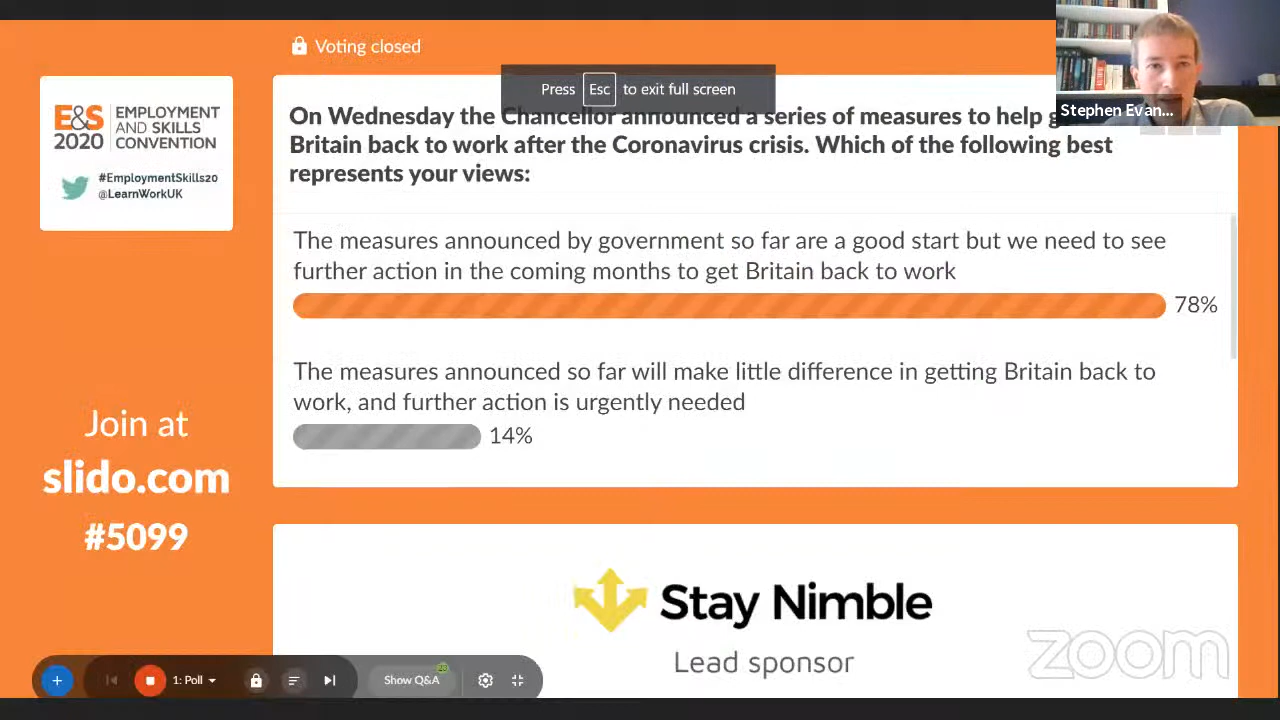 Voting closed
Press Esc to exit full screen
Stephen Evan...
E&S
2020
EMPLOYMENT
AND SKILLS
CONVENTION
#EmploymentSkills20
@LearnWorkUK
On Wednesday the Chancellor announced a series of measures to help
Britain back to work after the Coronavirus crisis. Which of the following best
represents your views:
The measures announced by government so far are a good start but we need to see
further action in the coming months to get Britain back to work
78%
The measures announced so far will make little difference in getting Britain back to
work, and further action is urgently needed
14%
Join at
slido.com
#5099
Stay Nimble
Lead sponsor
zoom
1: Poll
Show Q&A